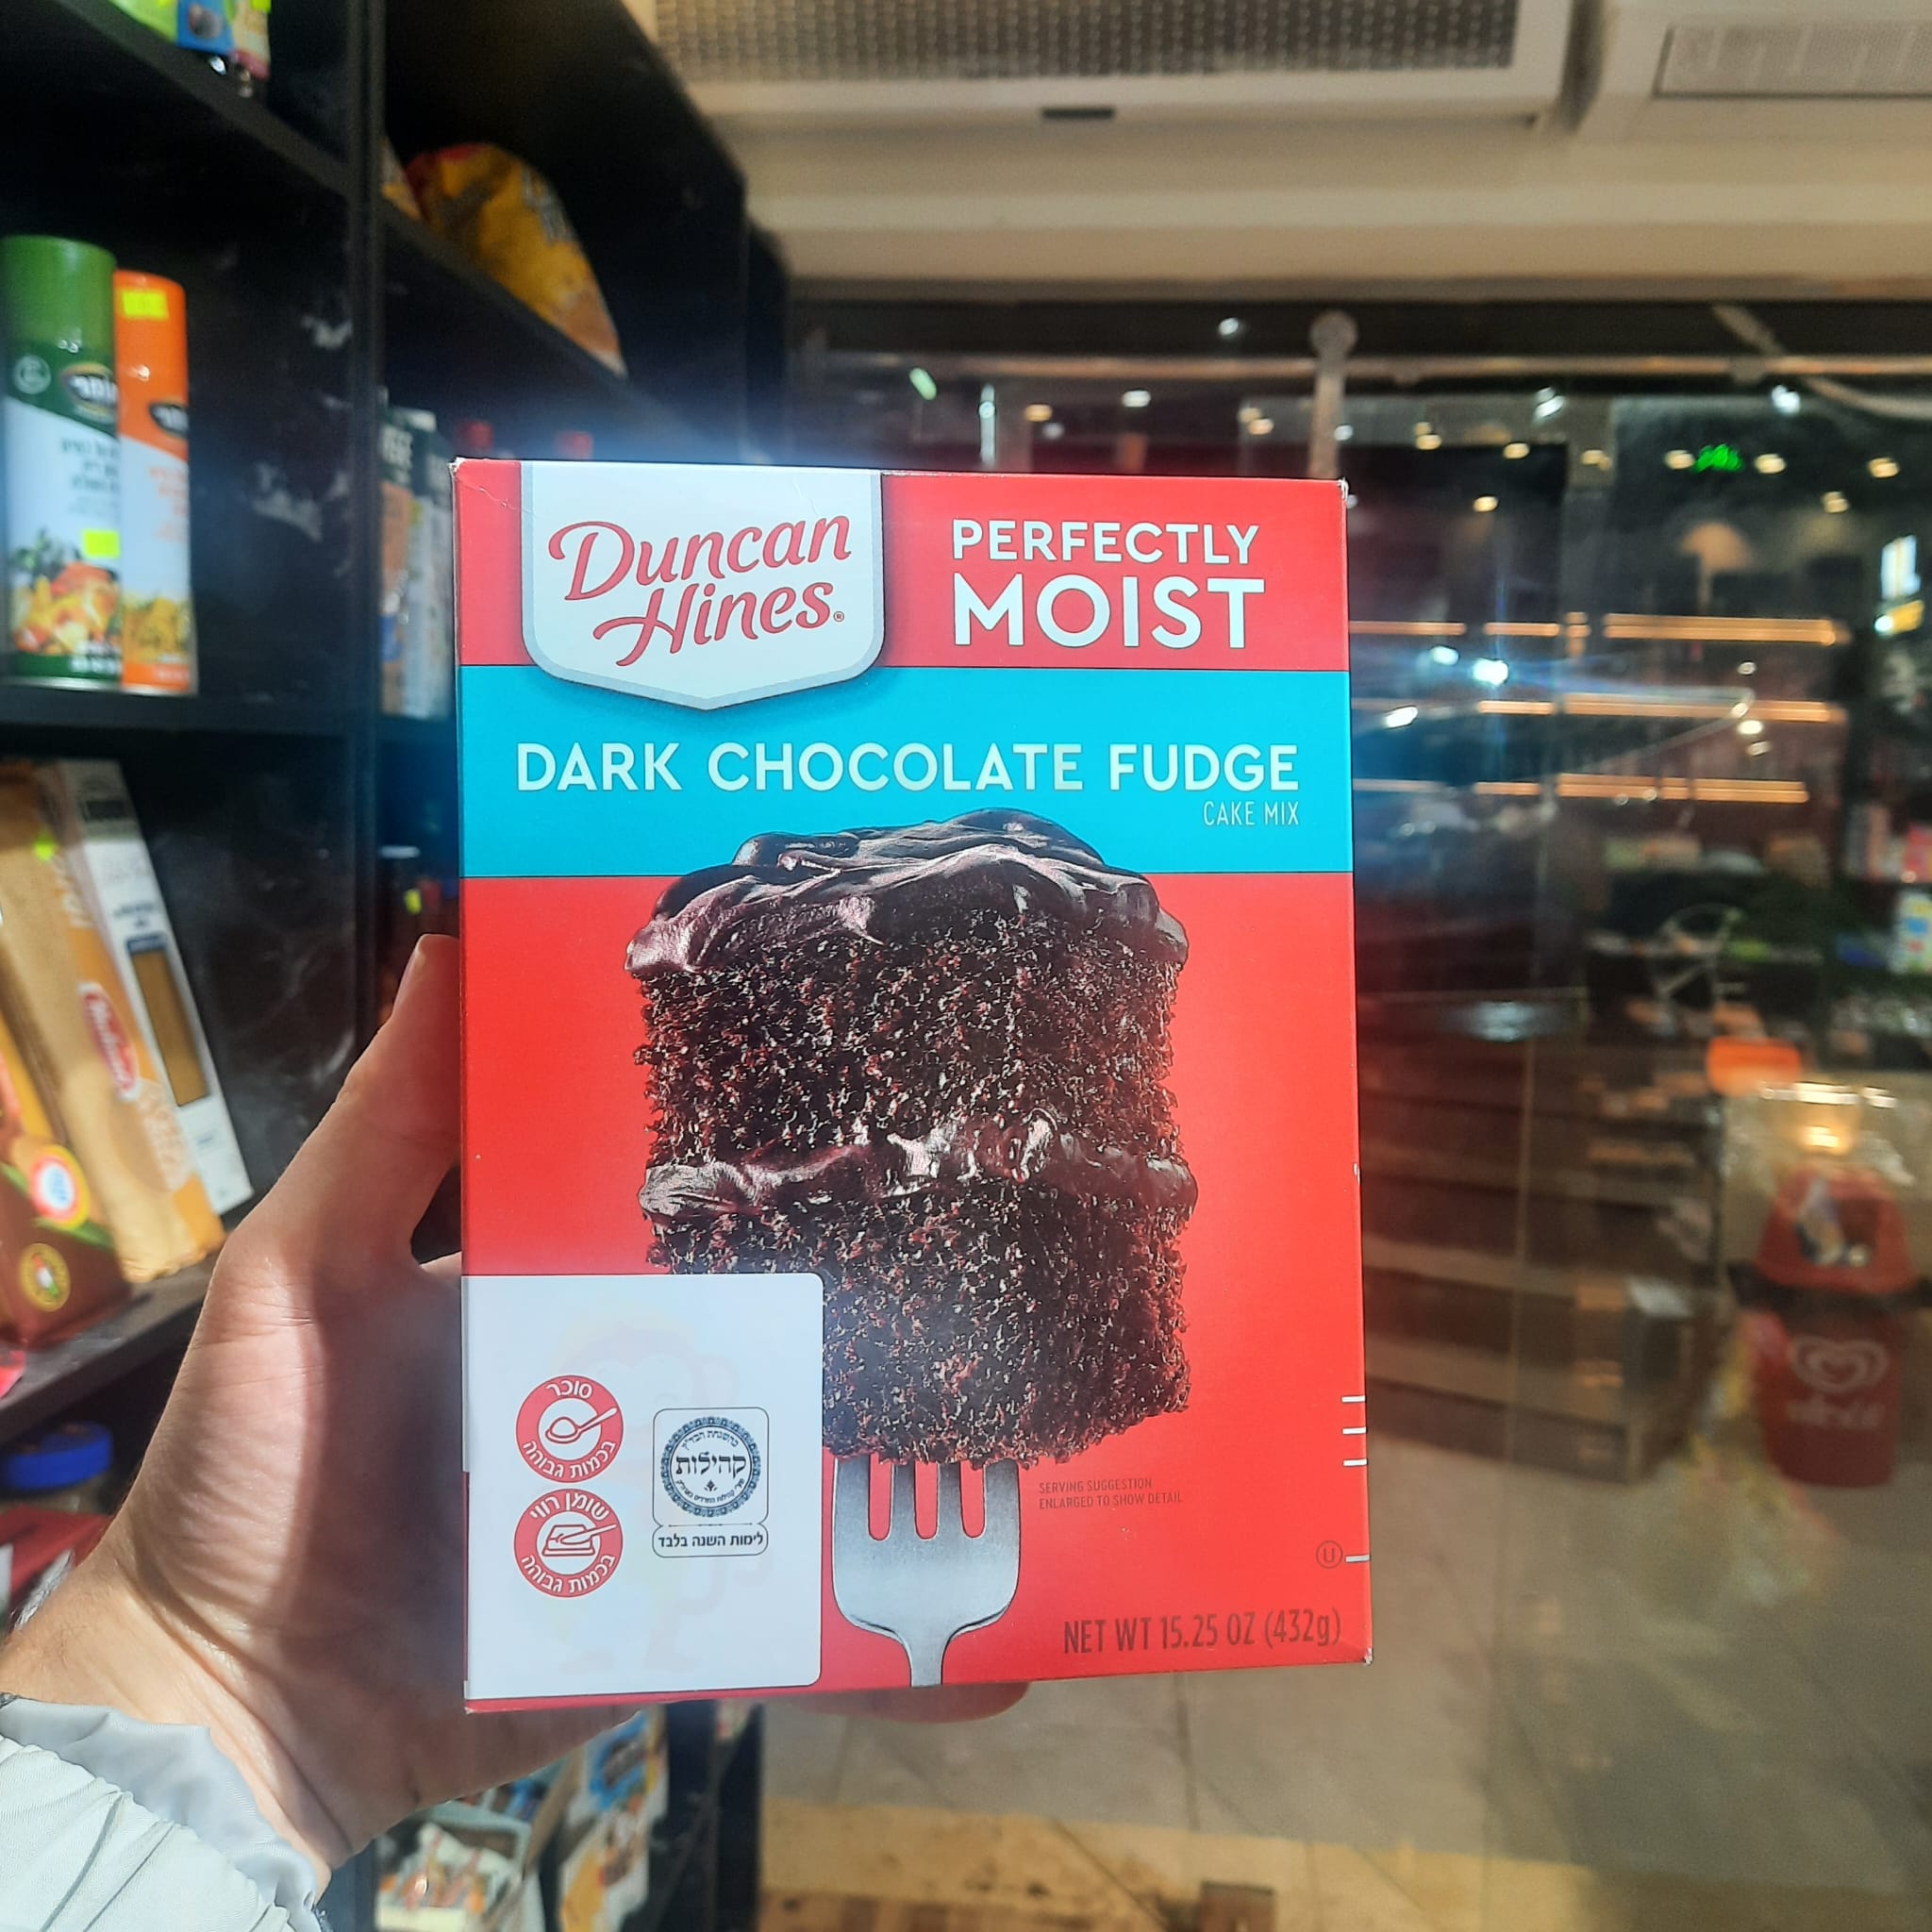 Duncan
Hines®
PERFECTLY
MOIST
DARK CHOCOLATE FUDGE
CAKE MIX
סוכר
בכמות גבוהה
שומן רווי
בכמות גבוהה
קהילות
לימות השנה בלבד
SERVING SUGGESTION
ENLARGED TO SHOW DETAIL
U
NET WT 15.25 OZ (432g)